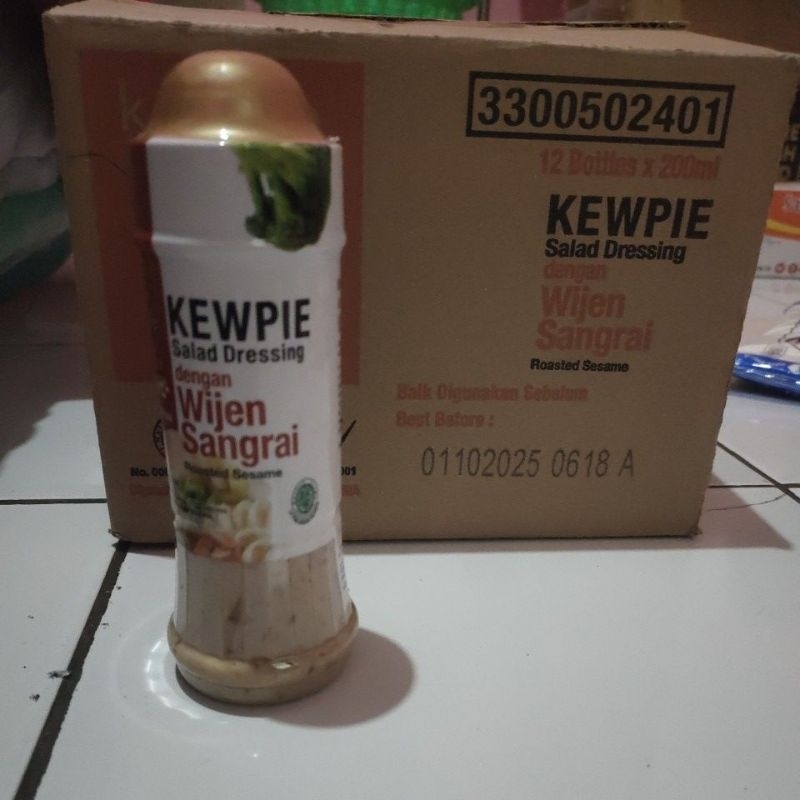 3300502401
12 Bottles x 200ml
KEWPIE
Salad Dressing
dengan
Wijen
Sangrai
Roasted Sesame
Baik Digunakan Sebelum
Best Before :
01102025 0618 A
KEWPIE
Salad Dressing
dengan
Wijen
Sangrai
Roasted Sesame